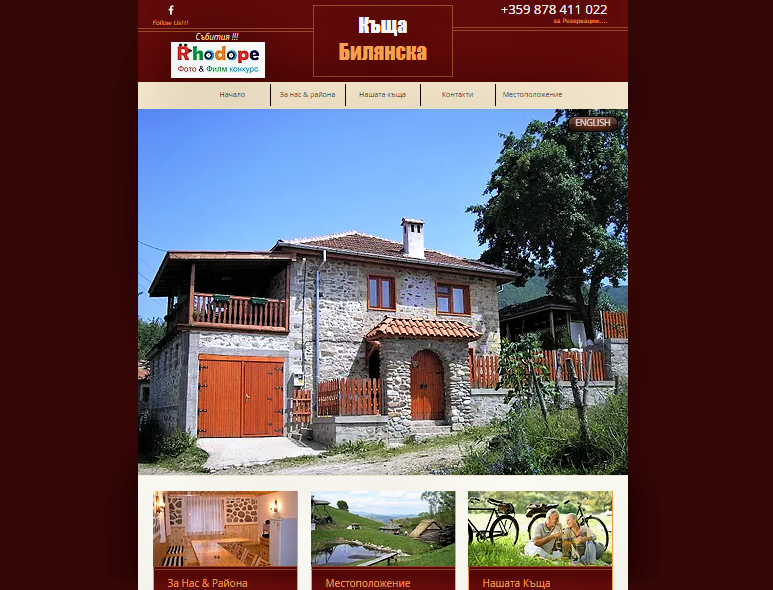 Follow Us!!!
Събития !!!
Rhodope
Фото & Филм конкурс
Къща
Билянска
+359 878 411 022
за Резервации....
Начало
За нас & района
Нашата къща
Контакти
Местоположение
ENGLISH
За Нас & Района
Местоположение
Нашата Къща